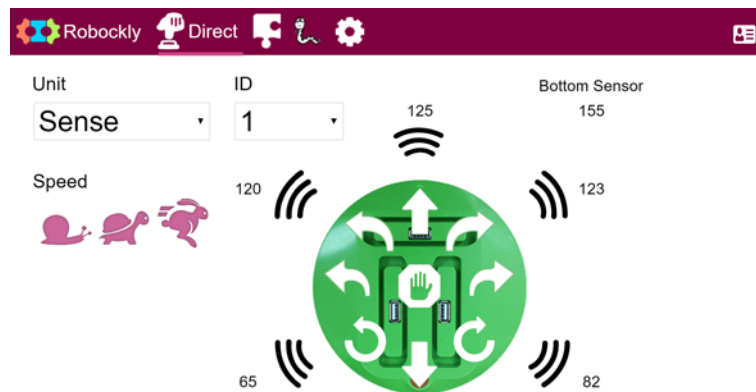 Robockly Direct
Unit
ID
Bottom Sensor
Sense
1
125
155
Speed
120
123
65
82